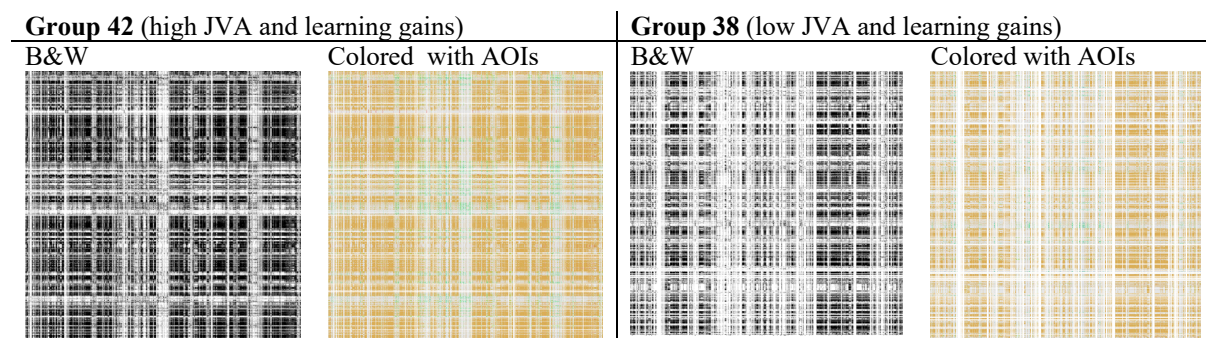 Group 42 (high JVA and learning gains)
Group 38 (low JVA and learning gains)
B&W
Colored with AOIs
B&W
Colored with AOIs